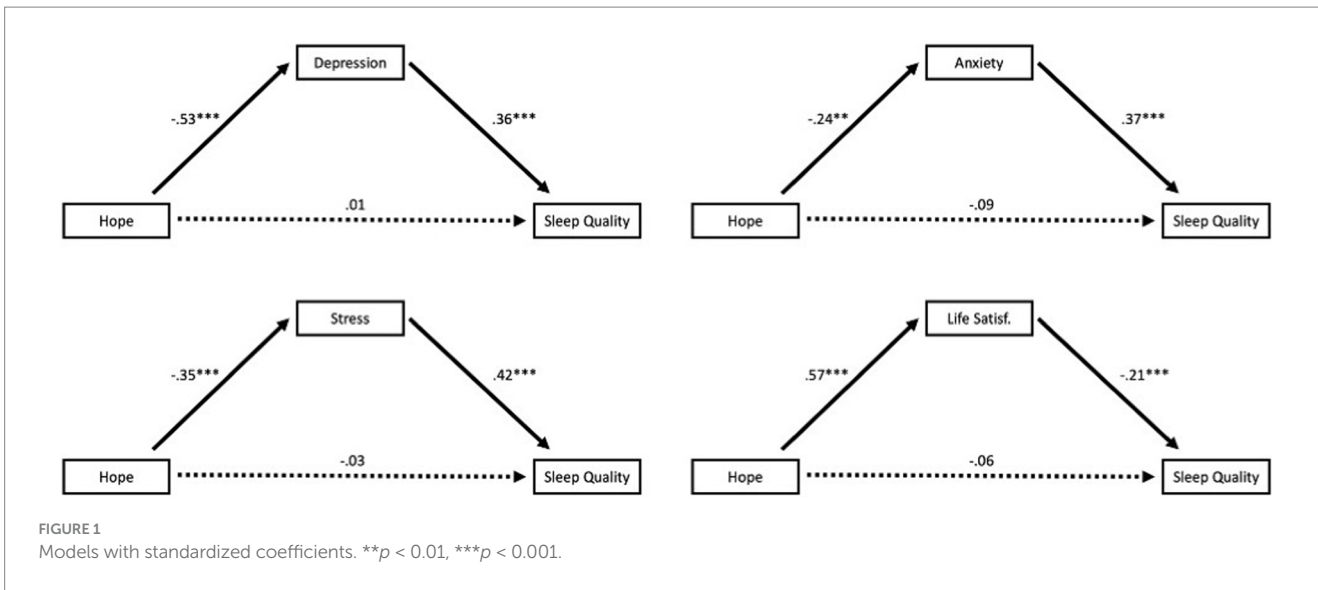 Depression
-.53***
.36***
Hope
.01
Sleep Quality
Anxiety
-.24**
.37***
Hope
-.09
Sleep Quality
Stress
-.35***
.42***
Hope
-.03
Sleep Quality
Life Satisf.
.57***
-.21***
Hope
-.06
Sleep Quality
FIGURE 1
Models with standardized coefficients. **p < 0.01, ***p < 0.001.